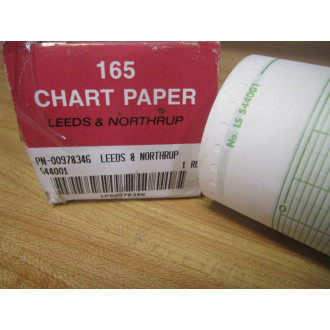 165
CHART PAPER
LEEDS & NORTHRUP
PN-00978346 LEEDS & NORTHRUP
544001
1 RL
No. LS 544001